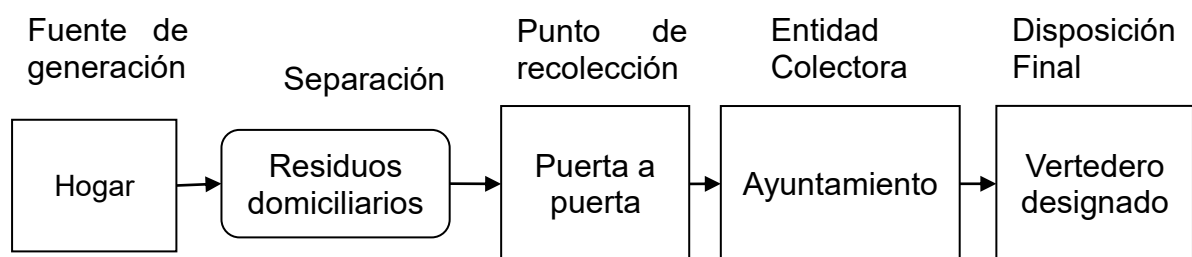 Fuente de
generación
Separación
Punto de
recolección
Entidad
Colectora
Disposición
Final
Hogar
Residuos
domiciliarios
Puerta a
puerta
Ayuntamiento
Vertedero
designado